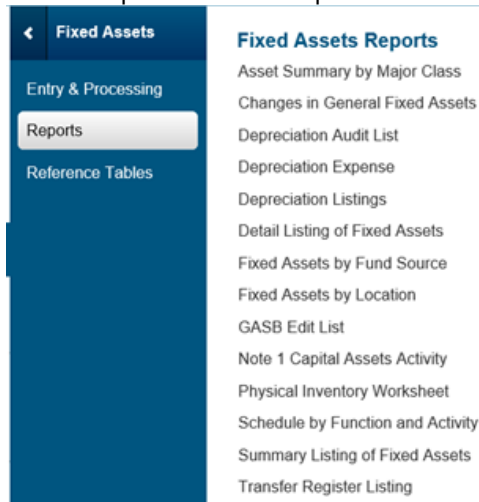 Fixed Assets
Entry & Processing
Reports
Reference Tables
Fixed Assets Reports
Asset Summary by Major Class
Changes in General Fixed Assets
Depreciation Audit List
Depreciation Expense
Depreciation Listings
Detail Listing of Fixed Assets
Fixed Assets by Fund Source
Fixed Assets by Location
GASB Edit List
Note 1 Capital Assets Activity
Physical Inventory Worksheet
Schedule by Function and Activity
Summary Listing of Fixed Assets
Transfer Register Listing